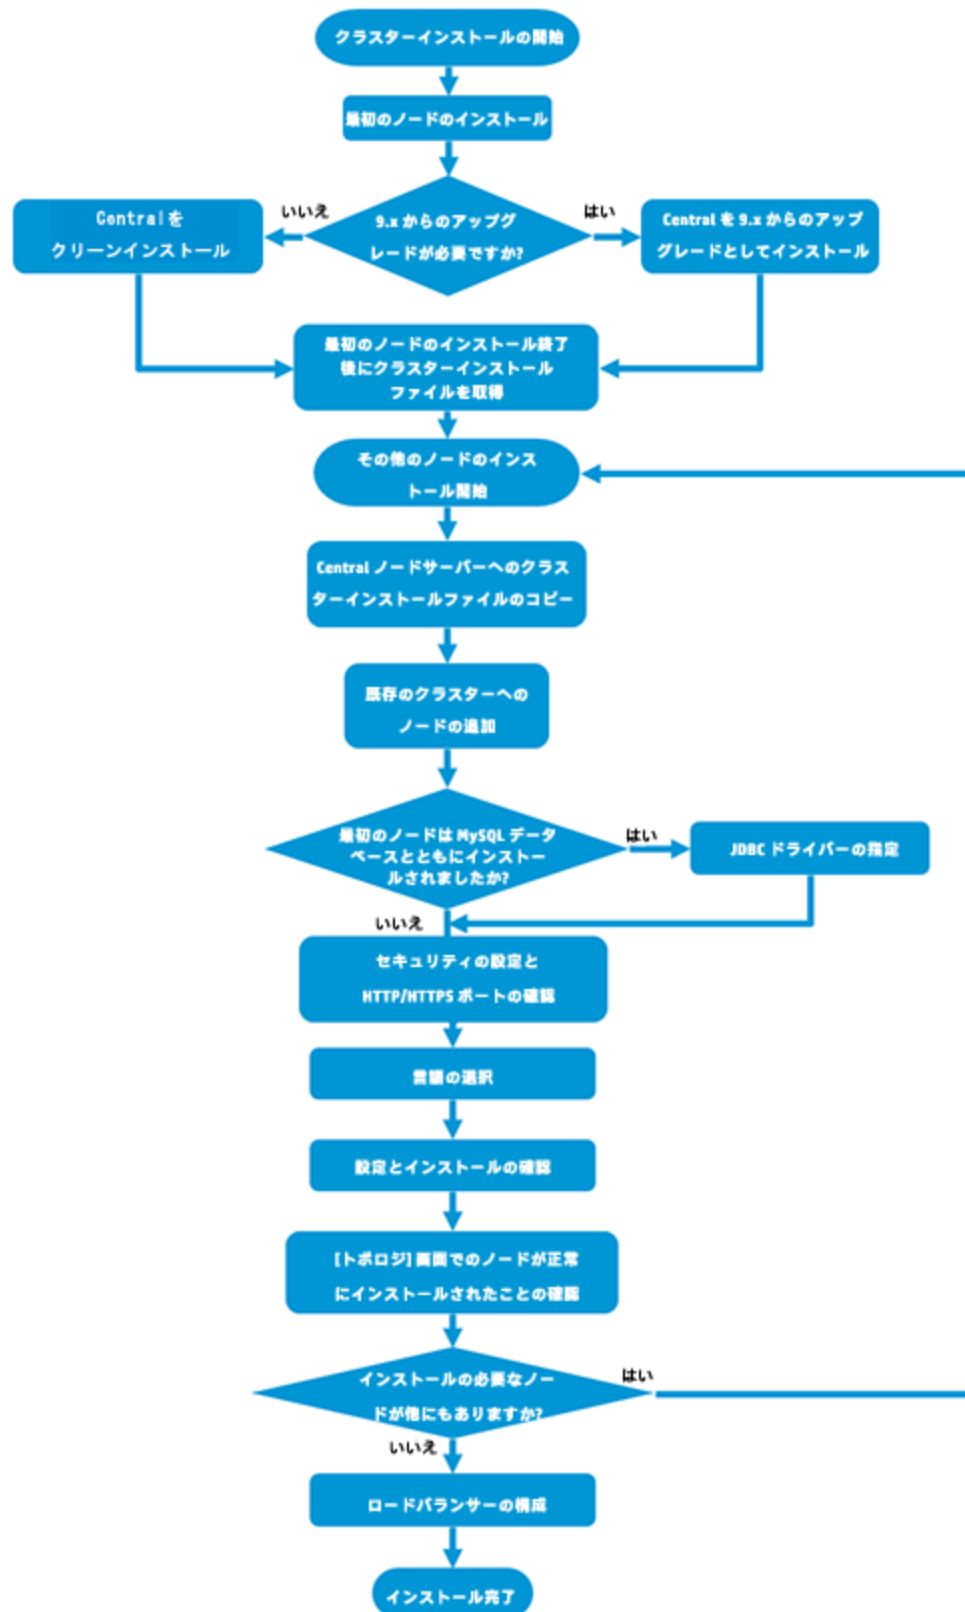 クラスターインストールの開始
最初のノードのインストール
いいえ
はい
9.x からのアップグ
レードが必要ですか?
Centralを
クリーンインストール
Central を 9.x からのアップ
グレードとしてインストール
最初のノードのインストール終了
後にクラスターインストール
ファイルを取得
その他のノードのインス
トール開始
Central ノードサーバーへのクラス
ターインストールファイルのコピー
既存のクラスターへの
ノードの追加
最初のノードは MySQL データ
ベースとともにインストー
ルされましたか?
はい
JDBC ドライバーの指定
いいえ
セキュリティの設定と
HTTP/HTTPS ポートの確認
言語の選択
設定とインストールの確認
[トポロジ] 画面でのノードが正常
にインストールされたことの確認
インストールの必要なノー
ドが他にもありますか?
はい
いいえ
ロードバランサーの構成
インストール完了